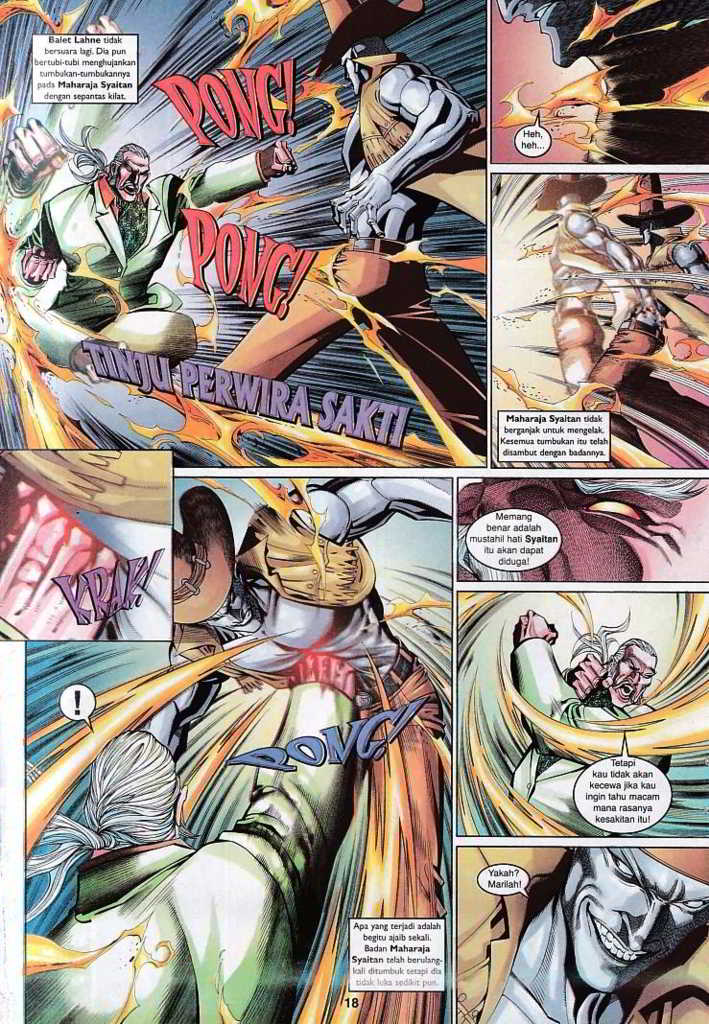 Balet Lahne tidak
bersuara lagi. Dia pun
bertubi-tubi menghujankan
tumbukan-tumbukannya
pada Maharaja Syaitan
dengan sepantas kilat.
PONG!
PONG!
TINJU PERWIRA SAKTI
Heh,
heh...
Maharaja Syaitan tidak
berganjak untuk mengelak.
Kesemua tumbukan itu telah
disambut dengan badannya.
KRAK!
!
PONG!
Apa yang terjadi adalah
begitu ajaib sekali.
Badan Maharaja
Syaitan telah berulang-
kali ditumbuk tetapi dia
tidak luka sedikit pun.
Memang
benar adalah
mustahil hati Syaitan
itu akan dapat
diduga!
Tetapi
kau tidak akan
kecewa jika kau
ingin tahu macam
mana rasanya
kesakitan itu!
Yakah?
Marilah!
18